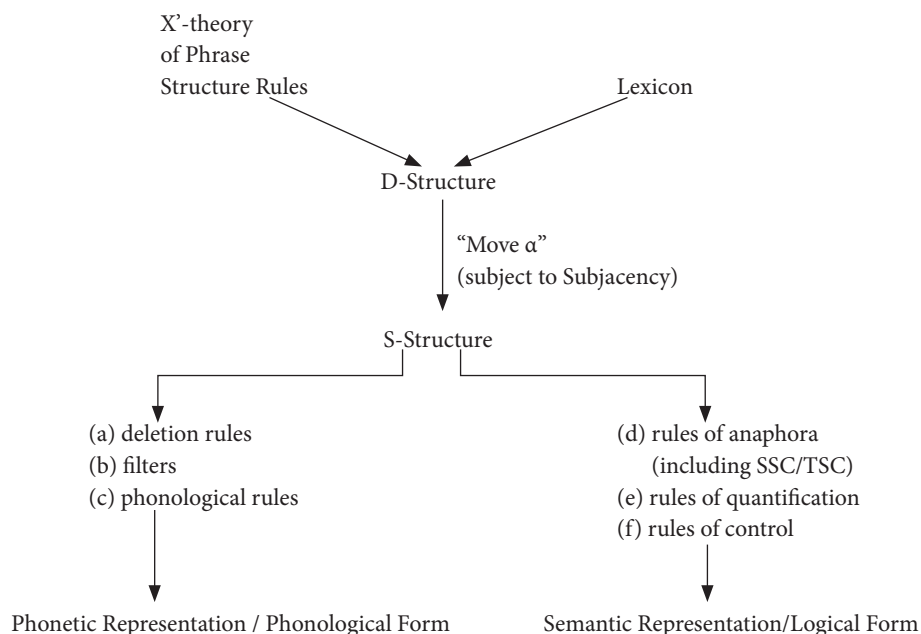 X’-theory
of Phrase
Structure Rules
Lexicon
D-Structure
“Move α”
(subject to Subjacency)
S-Structure
(a) deletion rules
(b) filters
(c) phonological rules
(d) rules of anaphora
(including SSC/TSC)
(e) rules of quantification
(f) rules of control
Phonetic Representation / Phonological Form
Semantic Representation/Logical Form